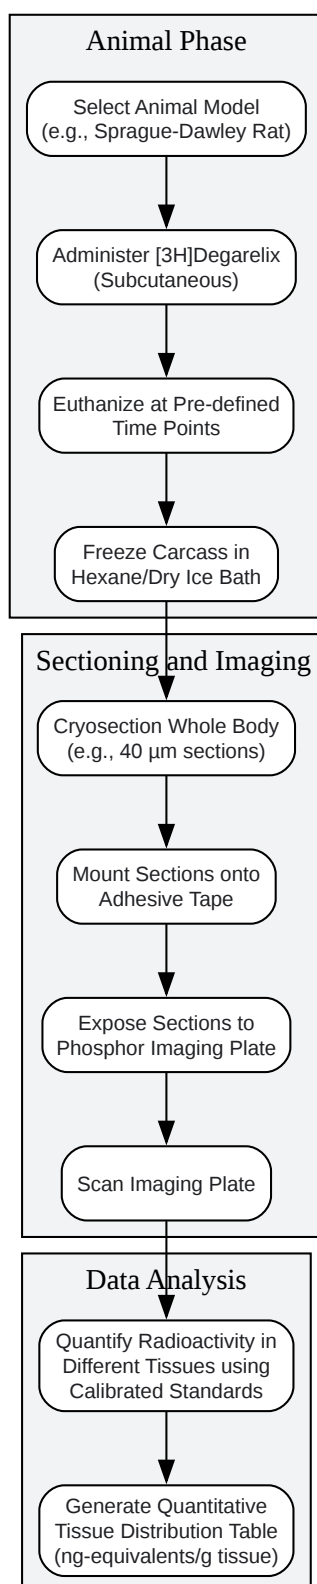 Animal Phase
Select Animal Model
(e.g., Sprague-Dawley Rat)
Administer [3H]Degarelix
(Subcutaneous)
Euthanize at Pre-defined
Time Points
Freeze Carcass in
Hexane/Dry Ice Bath
Sectioning and Imaging
Cryosection Whole Body
(e.g., 40 µm sections)
Mount Sections onto
Adhesive Tape
Expose Sections to
Phosphor Imaging Plate
Scan Imaging Plate
Data Analysis
Quantify Radioactivity in
Different Tissues using
Calibrated Standards
Generate Quantitative
Tissue Distribution Table
(ng-equivalents/g tissue)